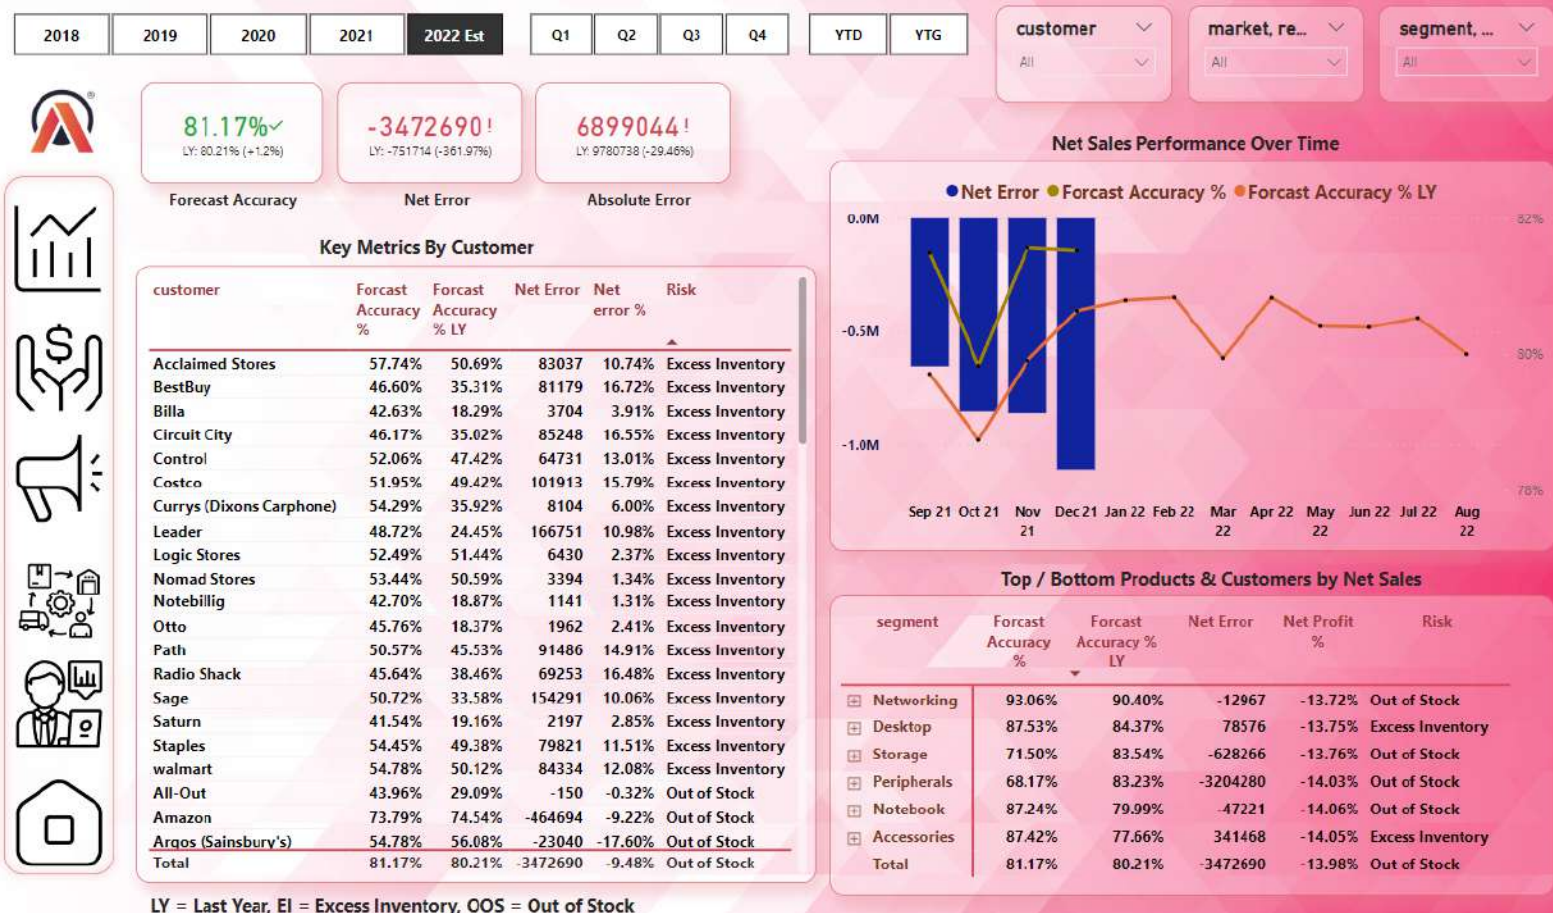 2018 2019 2020 2021 2022 Est Q1 Q2 Q3 Q4 YTD YTG
customer market, re... segment, ...
All All All
81.17% -3472690! 6899044!
LY: 80.21% (+1.2%) LY: -751714 (-361.97%) LY: 9780738 (-29.46%)
Forecast Accuracy Net Error Absolute Error
Key Metrics By Customer
customer Forcast Accuracy % Forcast Accuracy % LY Net Error Net error % Risk
Acclaimed Stores 57.74% 50.69% 83037 10.74% Excess Inventory
BestBuy 46.60% 35.31% 81179 16.72% Excess Inventory
Billa 42.63% 18.29% 3704 3.91% Excess Inventory
Circuit City 46.17% 35.02% 85248 16.55% Excess Inventory
Control 52.06% 47.42% 64731 13.01% Excess Inventory
Costco 51.95% 49.42% 101913 15.79% Excess Inventory
Currys (Dixons Carphone) 54.29% 35.92% 8104 6.00% Excess Inventory
Leader 48.72% 24.45% 166751 10.98% Excess Inventory
Logic Stores 52.49% 51.44% 6430 2.37% Excess Inventory
Nomad Stores 53.44% 50.59% 3394 1.34% Excess Inventory
Notebillig 42.70% 18.87% 1141 1.31% Excess Inventory
Otto 45.76% 18.37% 1962 2.41% Excess Inventory
Path 50.57% 45.53% 91486 14.91% Excess Inventory
Radio Shack 45.64% 38.46% 69253 16.48% Excess Inventory
Sage 50.72% 33.58% 154291 10.06% Excess Inventory
Saturn 41.54% 19.16% 2197 2.85% Excess Inventory
Staples 54.45% 49.38% 79821 11.51% Excess Inventory
walmart 54.78% 50.12% 84334 12.08% Excess Inventory
All-Out 43.96% 29.09% -150 -0.32% Out of Stock
Amazon 73.79% 74.54% -464694 -9.22% Out of Stock
Argos (Sainsbury's) 54.78% 56.08% -23040 -17.60% Out of Stock
Total 81.17% 80.21% -3472690 -9.48% Out of Stock
LY = Last Year, EI = Excess Inventory, OOS = Out of Stock
Net Sales Performance Over Time
Net Error Forcast Accuracy % Forcast Accuracy % LY
0.0M 82%
-0.5M 80%
-1.0M 78%
Sep 21 Oct 21 Nov 21 Dec 21 Jan 22 Feb 22 Mar 22 Apr 22 May 22 Jun 22 Jul 22 Aug 22
Top / Bottom Products & Customers by Net Sales
segment Forcast Accuracy % Forcast Accuracy % LY Net Error Net Profit % Risk
Networking 93.06% 90.40% -12967 -13.72% Out of Stock
Desktop 87.53% 84.37% 78576 -13.75% Excess Inventory
Storage 71.50% 83.54% -628266 -13.76% Out of Stock
Peripherals 68.17% 83.23% -3204280 -14.03% Out of Stock
Notebook 87.24% 79.99% -47221 -14.06% Out of Stock
Accessories 87.42% 77.66% 341468 -14.05% Excess Inventory
Total 81.17% 80.21% -3472690 -13.98% Out of Stock